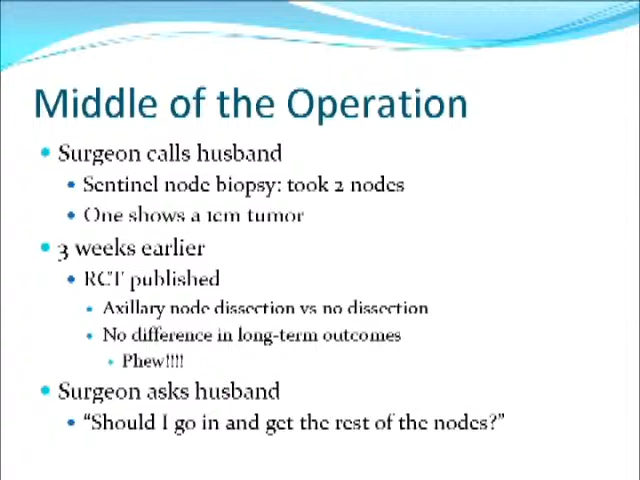 Middle of the Operation
Surgeon calls husband
Sentinel node biopsy: took 2 nodes
One shows a 1cm tumor
3 weeks earlier
RCT published
Axillary node dissection vs no dissection
No difference in long-term outcomes
Phew!!!!
Surgeon asks husband
“Should I go in and get the rest of the nodes?”